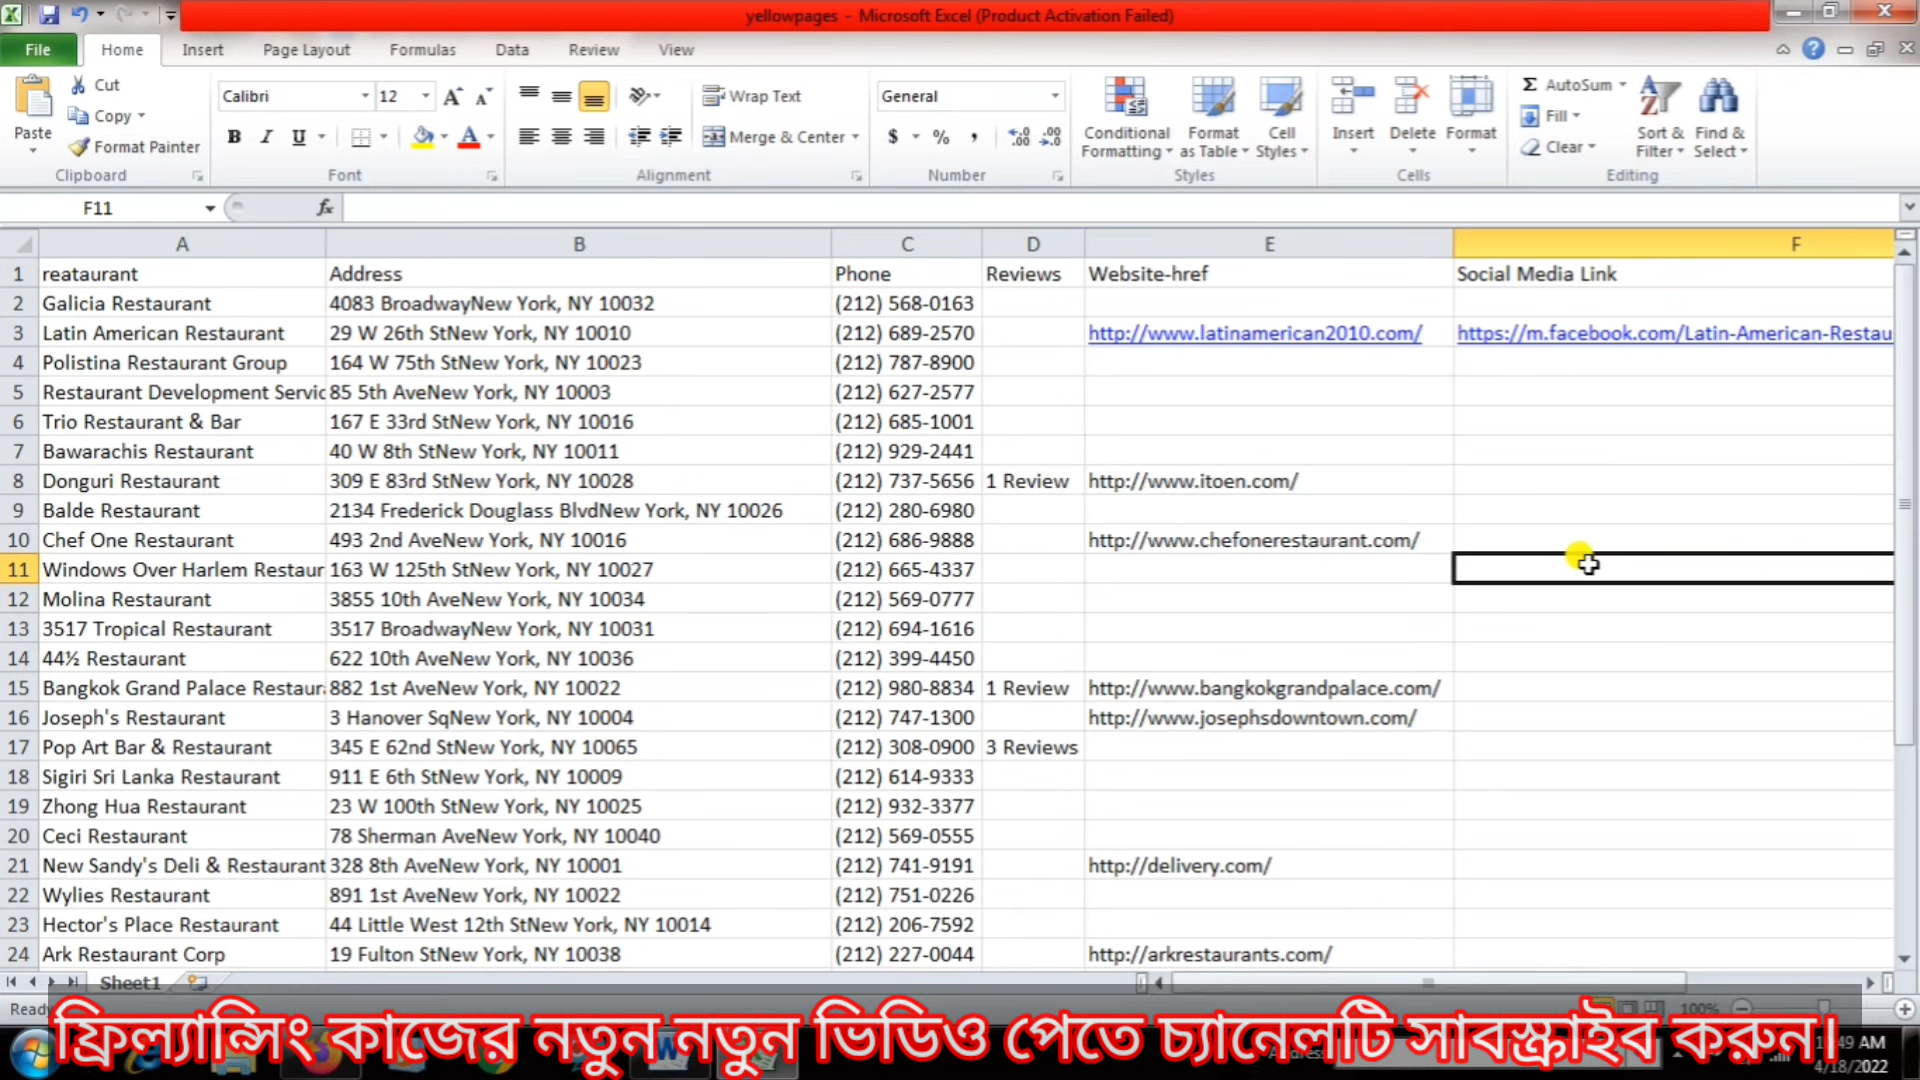 yellowpages - Microsoft Excel (Product Activation Failed)
File Home Insert Page Layout Formulas Data Review View
Paste Cut Copy Format Painter Clipboard
Calibri 12 B I U Font
Wrap Text Merge & Center Alignment
General $ % , Number
Conditional Formatting Format as Table Cell Styles Styles
Insert Delete Format Cells
Σ AutoSum Fill Clear Sort & Filter Find & Select Editing
F11 fx
A B C D E F
1 reataurant Address Phone Reviews Website-href Social Media Link
2 Galicia Restaurant 4083 BroadwayNew York, NY 10032 (212) 568-0163
3 Latin American Restaurant 29 W 26th StNew York, NY 10010 (212) 689-2570 http://www.latinamerican2010.com/ https://m.facebook.com/Latin-American-Restau
4 Polistina Restaurant Group 164 W 75th StNew York, NY 10023 (212) 787-8900
5 Restaurant Development Servic 85 5th AveNew York, NY 10003 (212) 627-2577
6 Trio Restaurant & Bar 167 E 33rd StNew York, NY 10016 (212) 685-1001
7 Bawarachis Restaurant 40 W 8th StNew York, NY 10011 (212) 929-2441
8 Donguri Restaurant 309 E 83rd StNew York, NY 10028 (212) 737-5656 1 Review http://www.itoen.com/
9 Balde Restaurant 2134 Frederick Douglass BlvdNew York, NY 10026 (212) 280-6980
10 Chef One Restaurant 493 2nd AveNew York, NY 10016 (212) 686-9888 http://www.chefonerestaurant.com/
11 Windows Over Harlem Restaur 163 W 125th StNew York, NY 10027 (212) 665-4337
12 Molina Restaurant 3855 10th AveNew York, NY 10034 (212) 569-0777
13 3517 Tropical Restaurant 3517 BroadwayNew York, NY 10031 (212) 694-1616
14 44½ Restaurant 622 10th AveNew York, NY 10036 (212) 399-4450
15 Bangkok Grand Palace Restaur 882 1st AveNew York, NY 10022 (212) 980-8834 1 Review http://www.bangkokgrandpalace.com/
16 Joseph's Restaurant 3 Hanover SqNew York, NY 10004 (212) 747-1300 http://www.josephsdowntown.com/
17 Pop Art Bar & Restaurant 345 E 62nd StNew York, NY 10065 (212) 308-0900 3 Reviews
18 Sigiri Sri Lanka Restaurant 911 E 6th StNew York, NY 10009 (212) 614-9333
19 Zhong Hua Restaurant 23 W 100th StNew York, NY 10025 (212) 932-3377
20 Ceci Restaurant 78 Sherman AveNew York, NY 10040 (212) 569-0555
21 New Sandy's Deli & Restaurant 328 8th AveNew York, NY 10001 (212) 741-9191 http://delivery.com/
22 Wylies Restaurant 891 1st AveNew York, NY 10022 (212) 751-0226
23 Hector's Place Restaurant 44 Little West 12th StNew York, NY 10014 (212) 206-7592
24 Ark Restaurant Corp 19 Fulton StNew York, NY 10038 (212) 227-0044 http://arkrestaurants.com/
Sheet1
100%
ফ্রিল্যান্সিং কাজের নতুন নতুন ভিডিও পেতে চ্যানেলটি সাবস্ক্রাইব করুন।
49 AM
4/18/2022